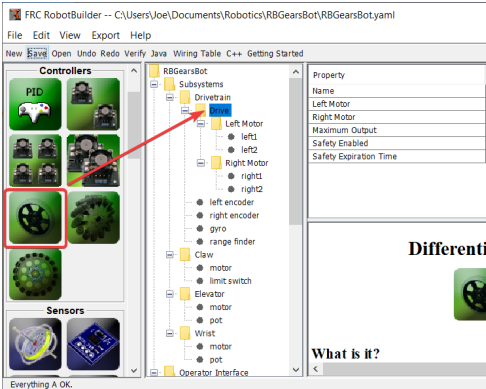 FRC RobotBuilder -- C:\Users\Joe\Documents\Robotics\RBGearsBot\RBGearsBot.yaml
File Edit View Export Help
New Save Open Undo Redo Verify Java Wiring Table C++ Getting Started
Controllers
PID
Sensors
RBGearsBot
Subsystems
Drivetrain
Drive
Left Motor
left1
left2
Right Motor
right1
right2
left encoder
right encoder
gyro
range finder
Claw
motor
limit switch
Elevator
motor
pot
Wrist
motor
pot
Operator Interface
Property
Name
Left Motor
Right Motor
Maximum Output
Safety Enabled
Safety Expiration Time
Differenti
What is it?
Everything A OK.